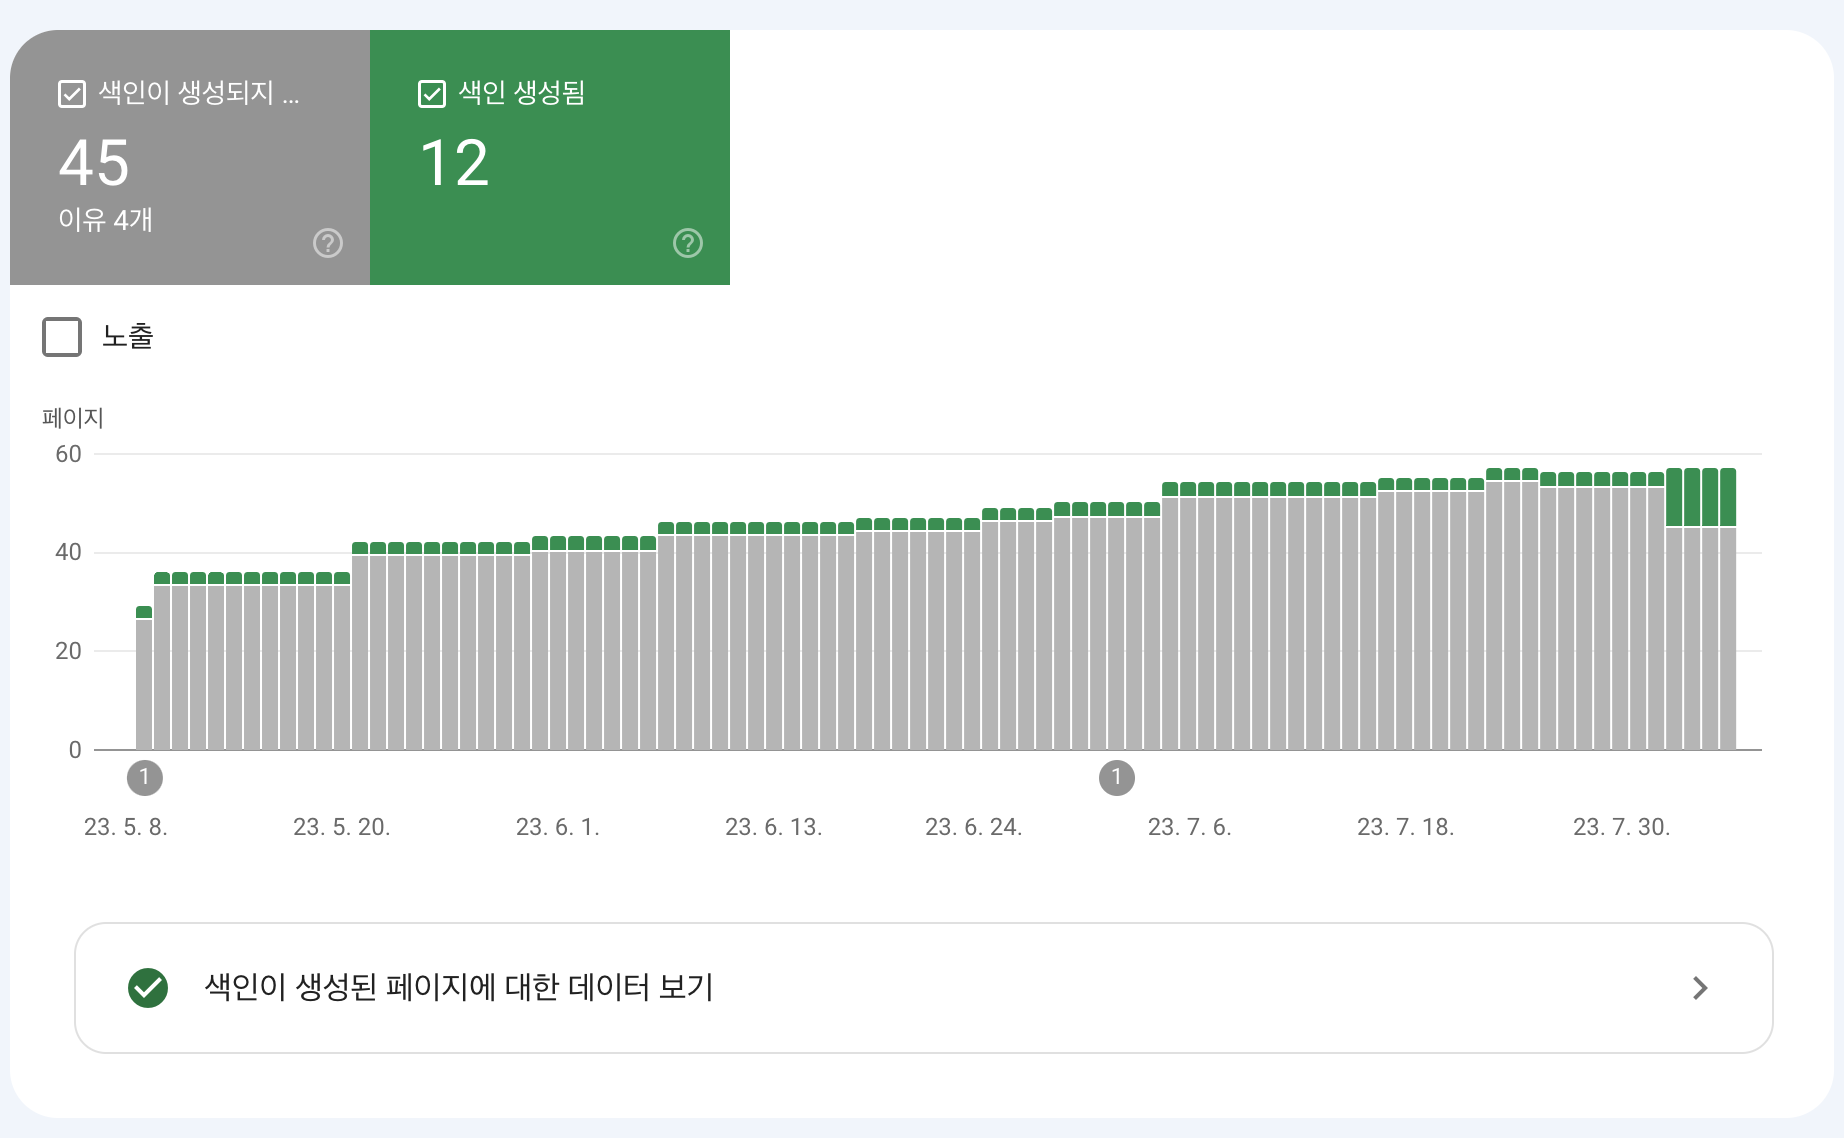 색인이 생성되지 ...
45
이유 4개
색인 생성됨
12
노출
페이지
60
40
20
0
1
1
23. 5. 8.
23. 5. 20.
23. 6. 1.
23. 6. 13.
23. 6. 24.
23. 7. 6.
23. 7. 18.
23. 7. 30.
색인이 생성된 페이지에 대한 데이터 보기